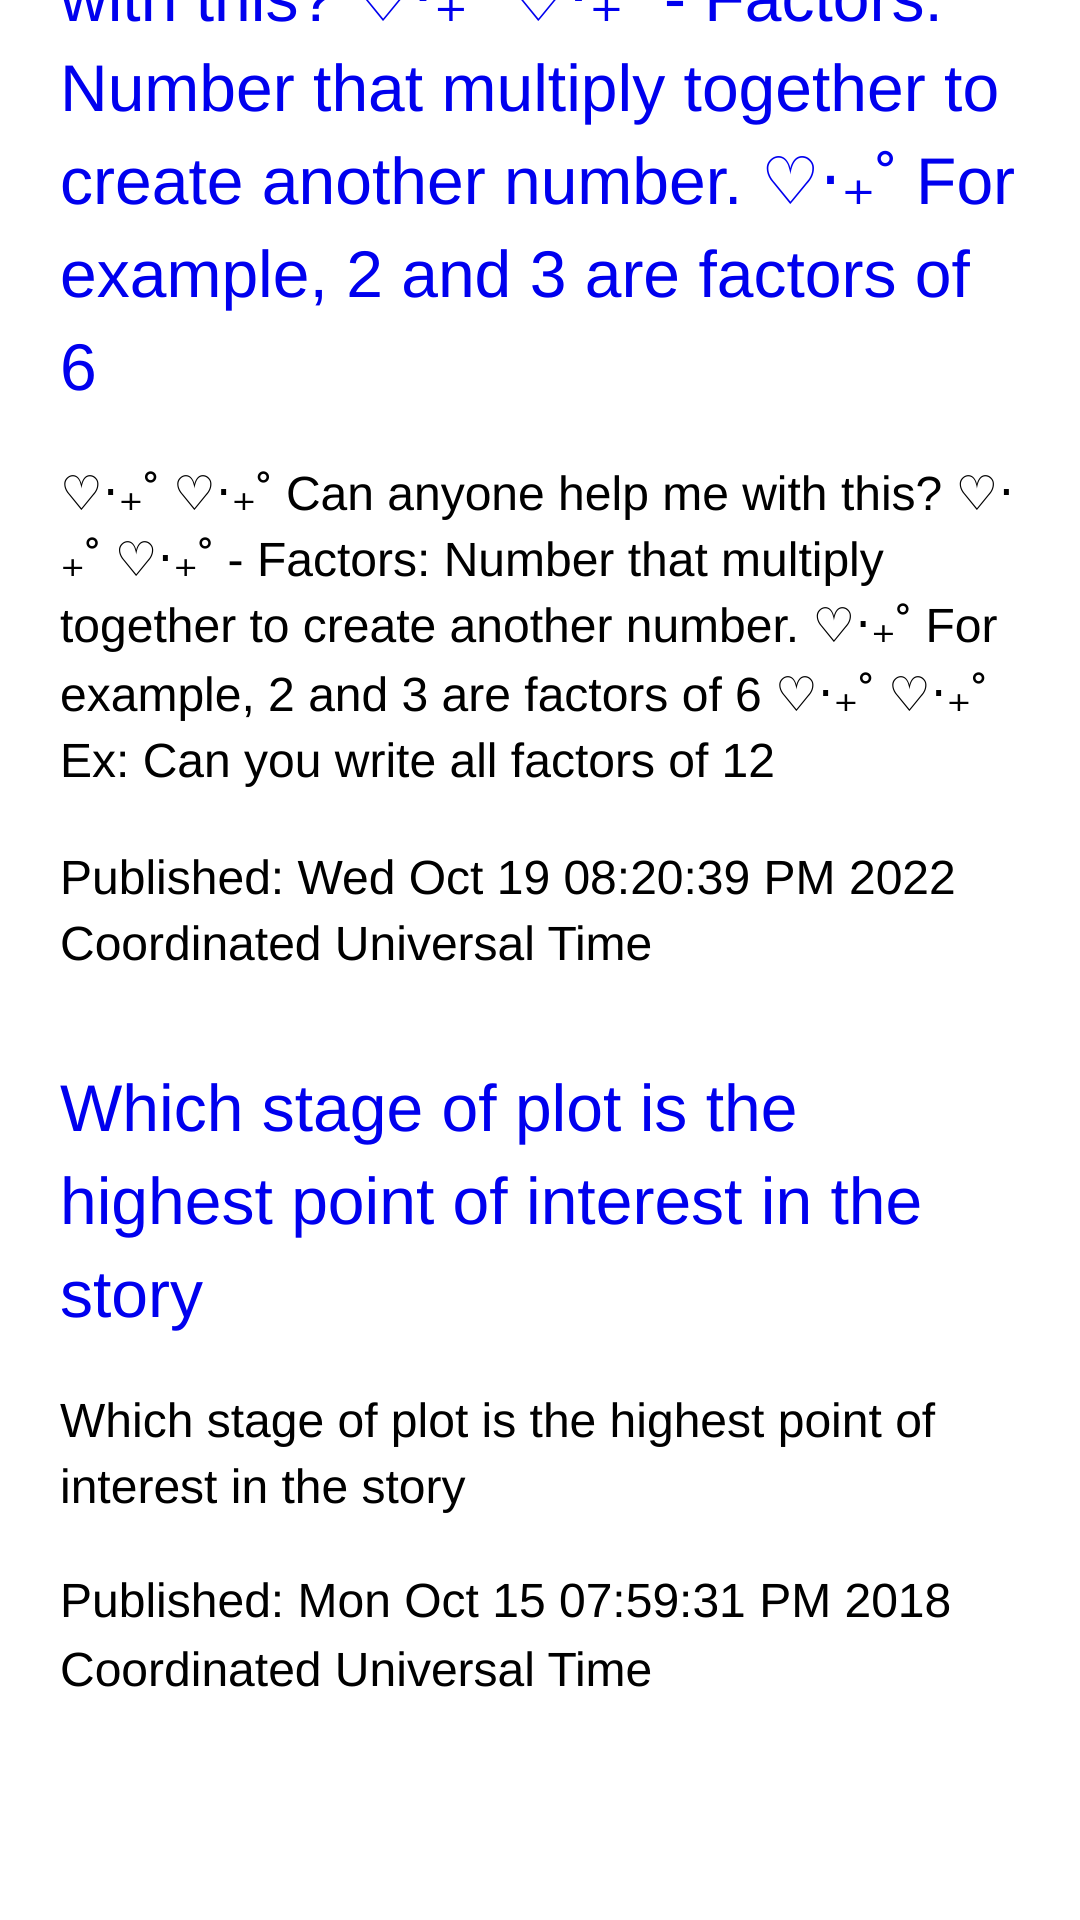 with this? ♡‧₊˚ ♡‧₊˚ - Factors:
Number that multiply together to
create another number. ♡‧₊˚ For
example, 2 and 3 are factors of
6
♡‧₊˚ ♡‧₊˚ Can anyone help me with this? ♡‧
₊˚ ♡‧₊˚ - Factors: Number that multiply
together to create another number. ♡‧₊˚ For
example, 2 and 3 are factors of 6 ♡‧₊˚ ♡‧₊˚
Ex: Can you write all factors of 12
Published: Wed Oct 19 08:20:39 PM 2022
Coordinated Universal Time
Which stage of plot is the
highest point of interest in the
story
Which stage of plot is the highest point of
interest in the story
Published: Mon Oct 15 07:59:31 PM 2018
Coordinated Universal Time